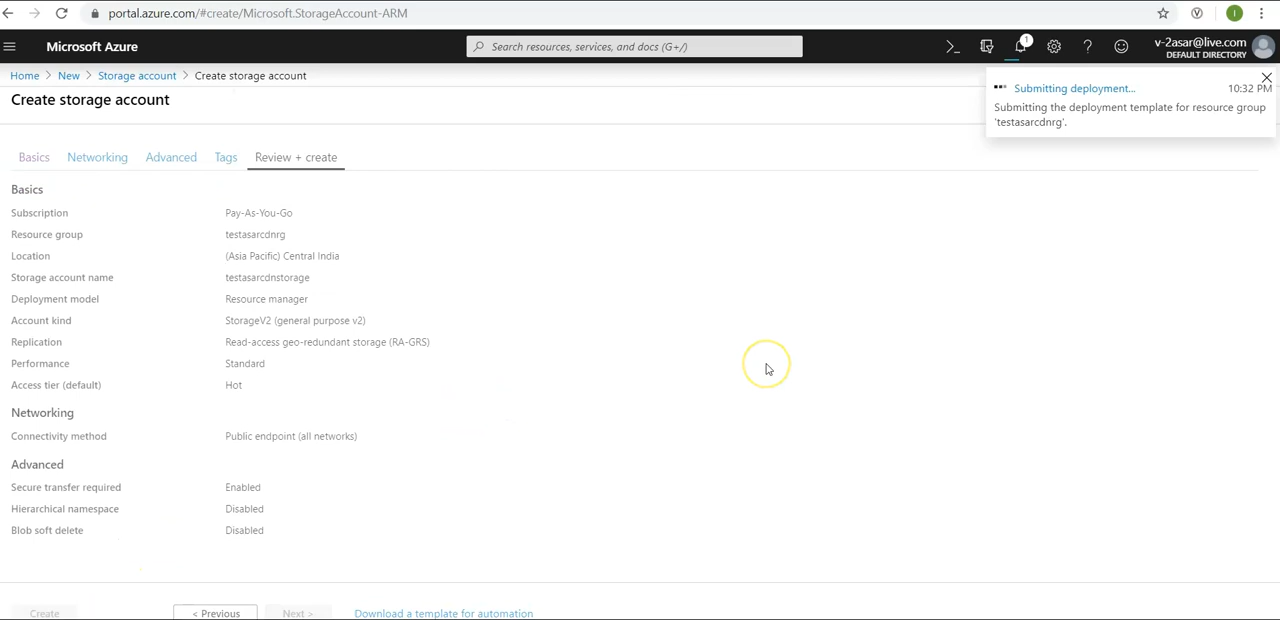 portal.azure.com/#create/Microsoft.StorageAccount-ARM
Microsoft Azure
Search resources, services, and docs (G+/)
1
v-2asar@live.com
DEFAULT DIRECTORY
Home > New > Storage account > Create storage account
Create storage account
Submitting deployment... 10:32 PM
Submitting the deployment template for resource group
'testasarcdnrg'.
Basics Networking Advanced Tags Review + create
Basics
Subscription Pay-As-You-Go
Resource group testasarcdnrg
Location (Asia Pacific) Central India
Storage account name testasarcdnstorage
Deployment model Resource manager
Account kind StorageV2 (general purpose v2)
Replication Read-access geo-redundant storage (RA-GRS)
Performance Standard
Access tier (default) Hot
Networking
Connectivity method Public endpoint (all networks)
Advanced
Secure transfer required Enabled
Hierarchical namespace Disabled
Blob soft delete Disabled
Create < Previous Next > Download a template for automation